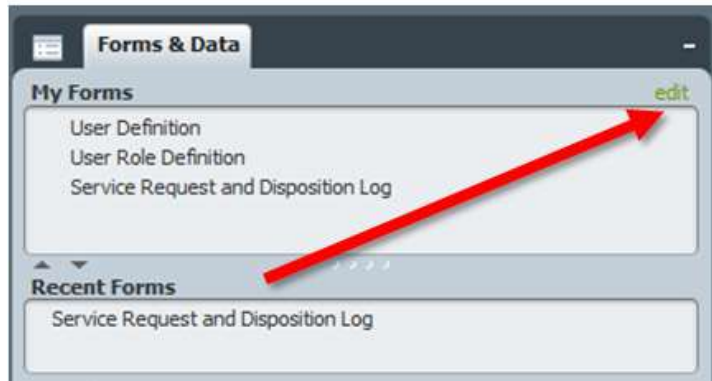 Forms & Data
My Forms
edit
User Definition
User Role Definition
Service Request and Disposition Log
Recent Forms
Service Request and Disposition Log